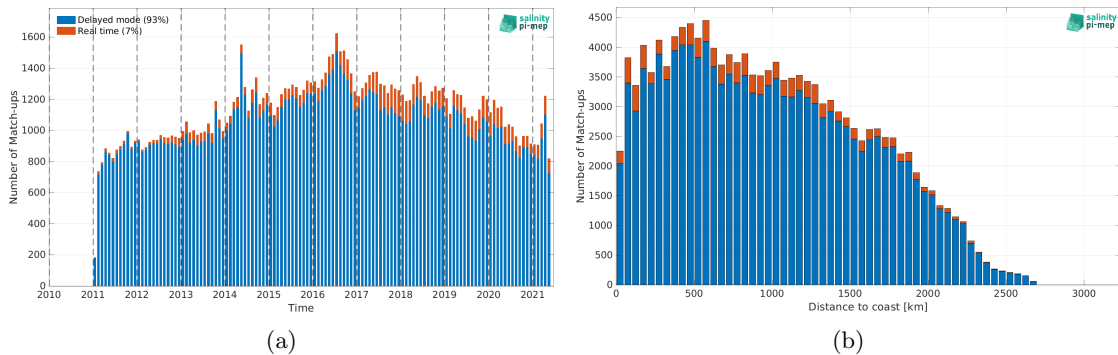 Delayed mode (93%)
Real time (7%)
salinity
pi-mep
Number of Match-ups
1600
1400
1200
1000
800
600
400
200
0
2010 2011 2012 2013 2014 2015 2016 2017 2018 2019 2020 2021
Time
(a)
salinity
pi-mep
Number of Match-ups
4500
4000
3500
3000
2500
2000
1500
1000
500
0
0 500 1000 1500 2000 2500 3000
Distance to coast [km]
(b)